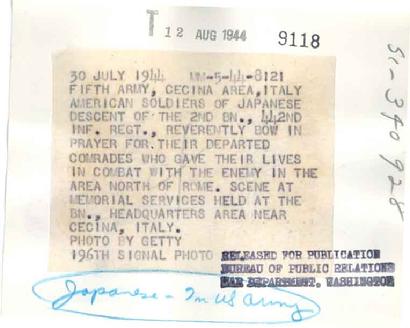 12 AUG 1944 9118
30 JULY 1944 MM-5-44-8121
FIFTH ARMY, CECINA AREA, ITALY
AMERICAN SOLDIERS OF JAPANESE
DESCENT OF THE 2ND BN., 442ND
INF. REGT., REVERENTLY BOW IN
PRAYER FOR THEIR DEPARTED
COMRADES WHO GAVE THEIR LIVES
IN COMBAT WITH THE ENEMY IN THE
AREA NORTH OF ROME. SCENE AT
MEMORIAL SERVICES HELD AT THE
BN., HEADQUARTERS AREA NEAR
CECINA, ITALY.
PHOTO BY GETTY
196TH SIGNAL PHOTO
RELEASED FOR PUBLICATION
BUREAU OF PUBLIC RELATIONS
WAR DEPARTMENT, WASHINGTON
Japanese - In US Army